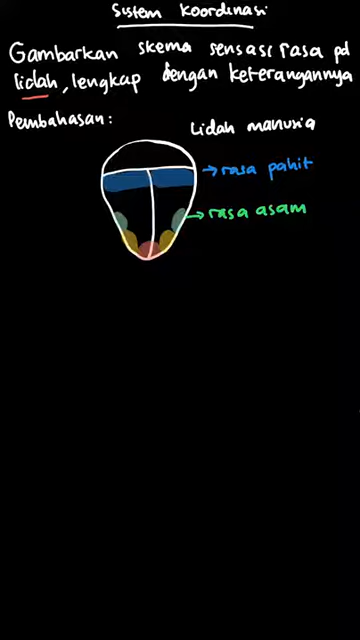 Sistem Koordinasi
Gambarkan skema sensasi rasa pd
lidah, lengkap dengan keterangannya
Pembahasan:
Lidah manusia
→ rasa pahit
→ rasa asam